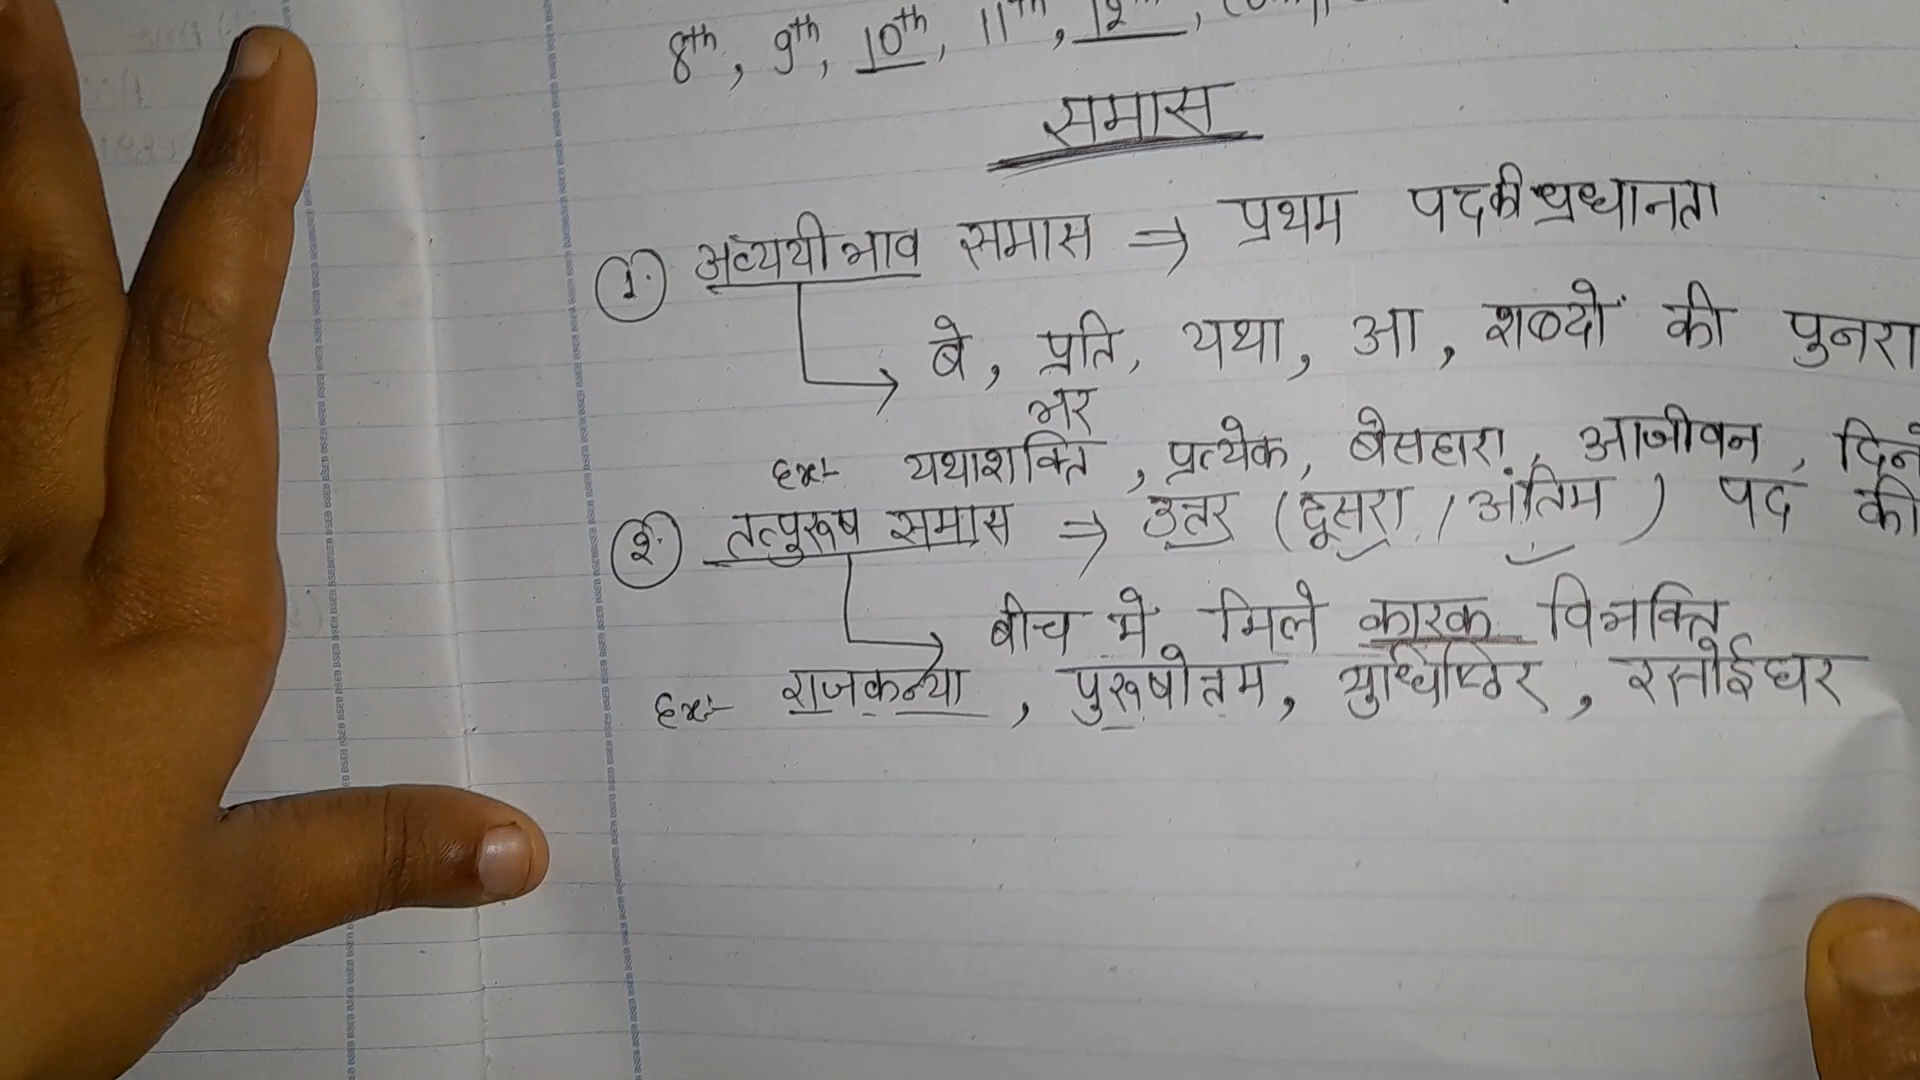 8th, 9th, 10th, 11th, 12th,
समास
1. अव्ययीभाव समास ⇒ प्रथम पद की प्रधानता
बे, प्रति, यथा, आ, शब्दों की पुनरा
भर
Ex:- यथाशक्ति, प्रत्येक, बेसहारा, आजीवन,
2. तत्पुरूष समास ⇒ उत्तर (दूसरा / अंतिम) पद की
बीच में मिले कारक विभक्ति
Ex:- राजकन्या, पुरूषोत्तम, युधिष्ठिर, रसोईघर